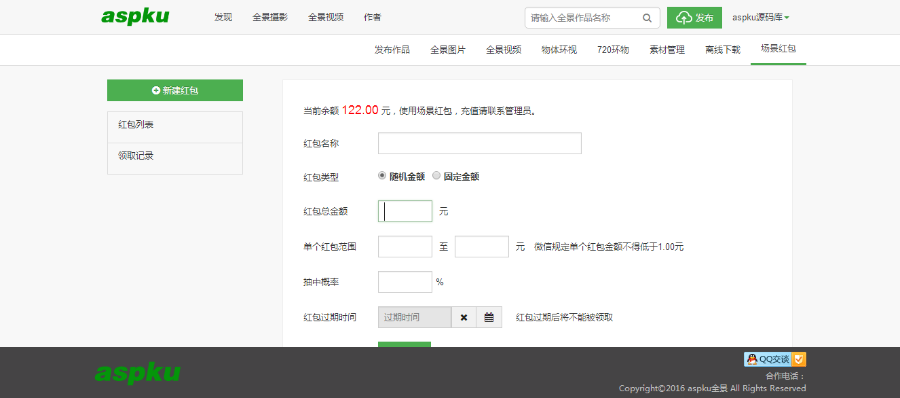 aspku 发现 全景摄影 全景视频 作者 请输入全景作品名称 发布 aspku源码库
发布作品 全景图片 全景视频 物体环视 720环物 素材管理 离线下载 场景红包
新建红包
红包列表
领取记录
当前余额 122.00 元，使用场景红包，充值请联系管理员。
红包名称
红包类型 随机金额 固定金额
红包总金额 元
单个红包范围 至 元 微信规定单个红包金额不得低于1.00元
抽中概率 %
红包过期时间 过期时间 红包过期后将不能被领取
aspku
QQ交谈
合作电话：
Copyright©2016 aspku全景 All Rights Reserved